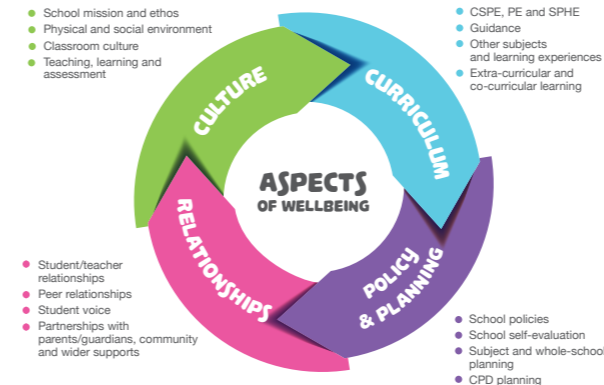 School mission and ethos
Physical and social environment
Classroom culture
Teaching, learning and
assessment
CSPE, PE and SPHE
Guidance
Other subjects
and learning experiences
Extra-curricular and
co-curricular learning
CULTURE
CURRICULUM
ASPECTS
OF WELLBEING
RELATIONSHIPS
POLICY
& PLANNING
Student/teacher
relationships
Peer relationships
Student voice
Partnerships with
parents/guardians, community
and wider supports
School policies
School self-evaluation
Subject and whole-school
planning
CPD planning